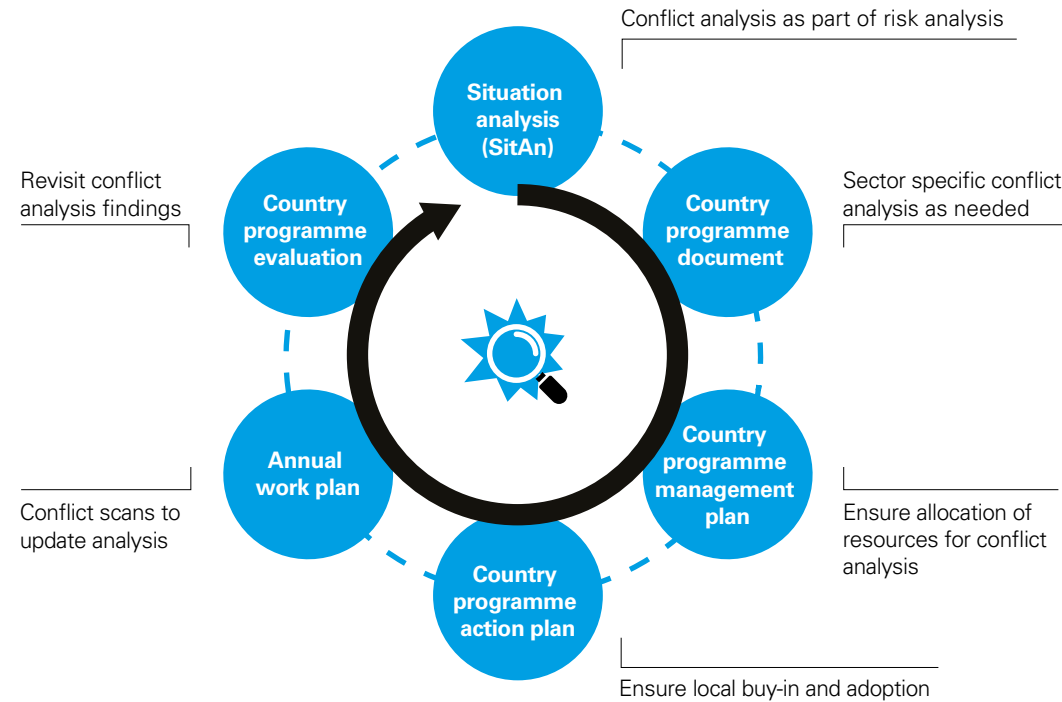 Conflict analysis as part of risk analysis
Situation
analysis
(SitAn)
Sector specific conflict
analysis as needed
Country
programme
document
Ensure allocation of
resources for conflict
analysis
Country
programme
management
plan
Ensure local buy-in and adoption
Country
programme
action plan
Conflict scans to
update analysis
Annual
work plan
Revisit conflict
analysis findings
Country
programme
evaluation